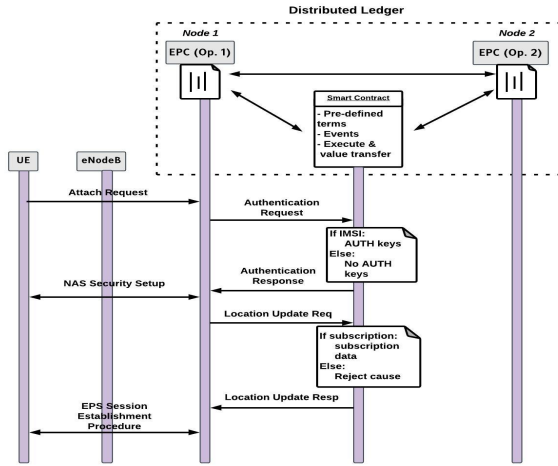 Distributed Ledger
Node 1
Node 2
EPC (Op. 1)
EPC (Op. 2)
Smart Contract
- Pre-defined
terms
- Events
- Execute &
value transfer
UE
eNodeB
Attach Request
Authentication
Request
If IMSI:
AUTH keys
Else:
No AUTH
keys
Authentication
Response
NAS Security Setup
Location Update Req
If subscription:
subscription
data
Else:
Reject cause
Location Update Resp
EPS Session
Establishment
Procedure